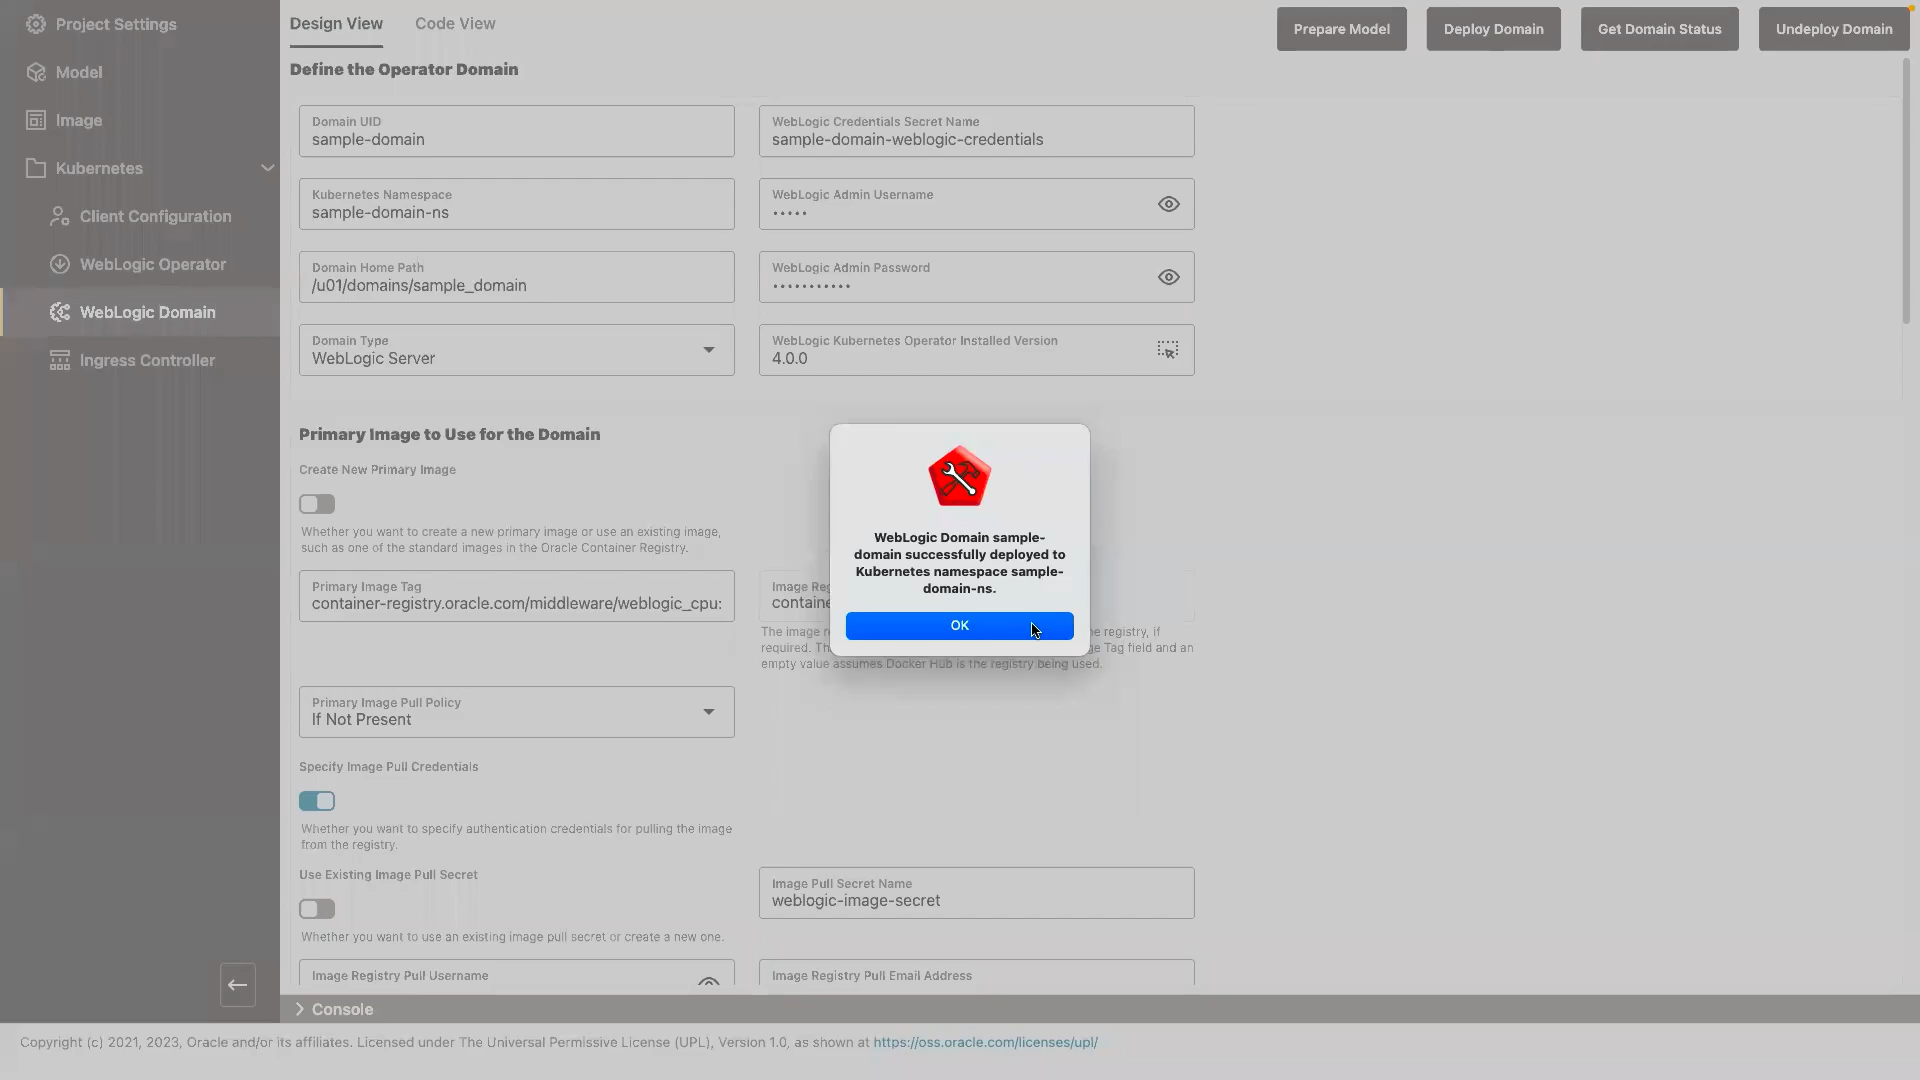 Project Settings
Model
Image
Kubernetes
Client Configuration
WebLogic Operator
WebLogic Domain
Ingress Controller
Design View
Code View
Prepare Model
Deploy Domain
Get Domain Status
Undeploy Domain
Define the Operator Domain
Domain UID
sample-domain
WebLogic Credentials Secret Name
sample-domain-weblogic-credentials
Kubernetes Namespace
sample-domain-ns
WebLogic Admin Username
•••••
Domain Home Path
/u01/domains/sample_domain
WebLogic Admin Password
•••••••••••
Domain Type
WebLogic Server
WebLogic Kubernetes Operator Installed Version
4.0.0
Primary Image to Use for the Domain
Create New Primary Image
Whether you want to create a new primary image or use an existing image,
such as one of the standard images in the Oracle Container Registry.
Primary Image Tag
container-registry.oracle.com/middleware/weblogic_cpu:
Image Reg
containe
The image r
e registry, if
required. Th
ge Tag field and an
empty value assumes Docker Hub is the registry being used.
WebLogic Domain sample-
domain successfully deployed to
Kubernetes namespace sample-
domain-ns.
OK
Primary Image Pull Policy
If Not Present
Specify Image Pull Credentials
Whether you want to specify authentication credentials for pulling the image
from the registry.
Use Existing Image Pull Secret
Image Pull Secret Name
weblogic-image-secret
Whether you want to use an existing image pull secret or create a new one.
Image Registry Pull Username
Image Registry Pull Email Address
Console
Copyright (c) 2021, 2023, Oracle and/or its affiliates. Licensed under The Universal Permissive License (UPL), Version 1.0, as shown at https://oss.oracle.com/licenses/upl/